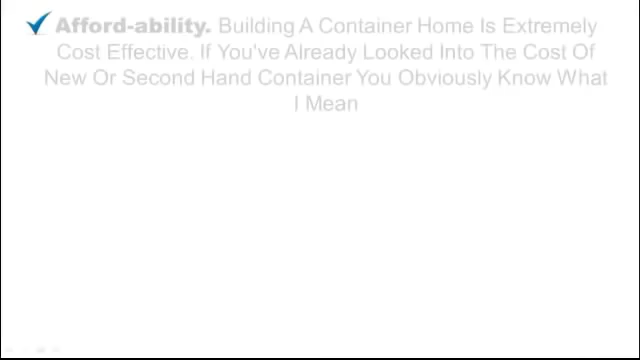 Afford-ability. Building A Container Home Is Extremely
Cost Effective. If You've Already Looked Into The Cost Of
New Or Second Hand Container You Obviously Know What
I Mean